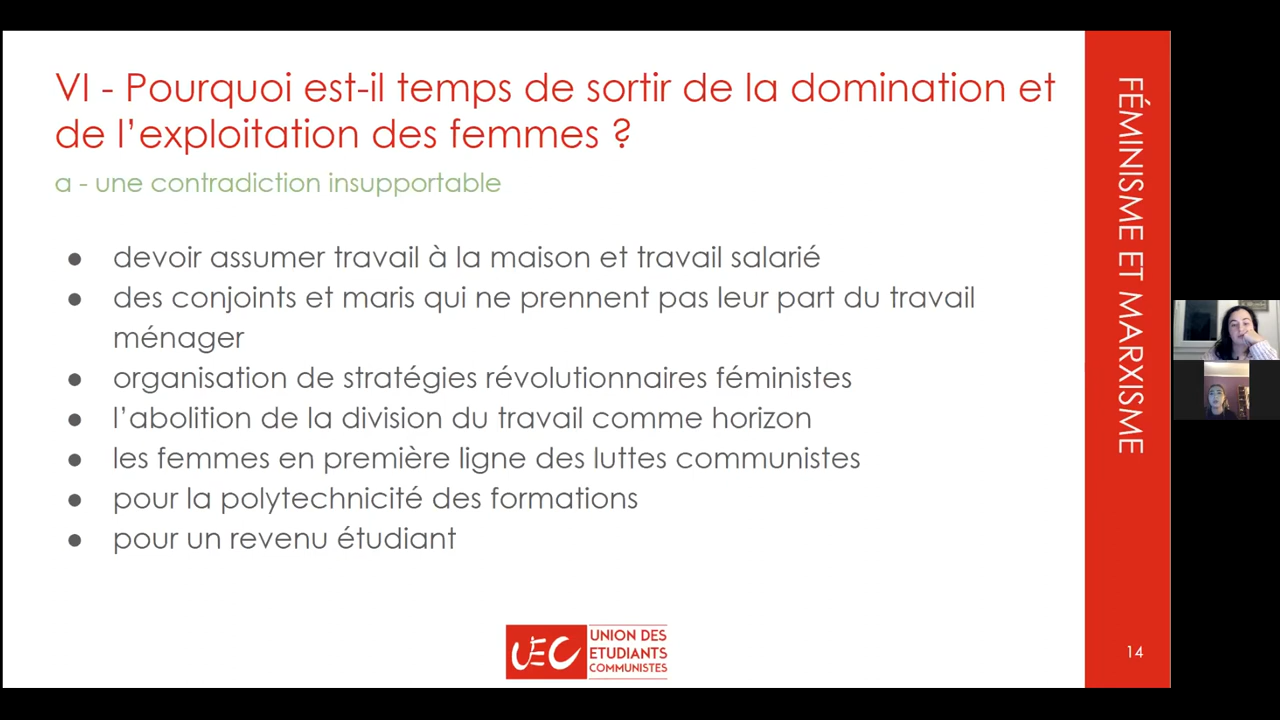 VI - Pourquoi est-il temps de sortir de la domination et
de l’exploitation des femmes ?
a - une contradiction insupportable
● devoir assumer travail à la maison et travail salarié
● des conjoints et maris qui ne prennent pas leur part du travail
ménager
● organisation de stratégies révolutionnaires féministes
● l’abolition de la division du travail comme horizon
● les femmes en première ligne des luttes communistes
● pour la polytechnicité des formations
● pour un revenu étudiant
UEC
UNION DES
ETUDIANTS
COMMUNISTES
FÉMINISME ET MARXISME
14